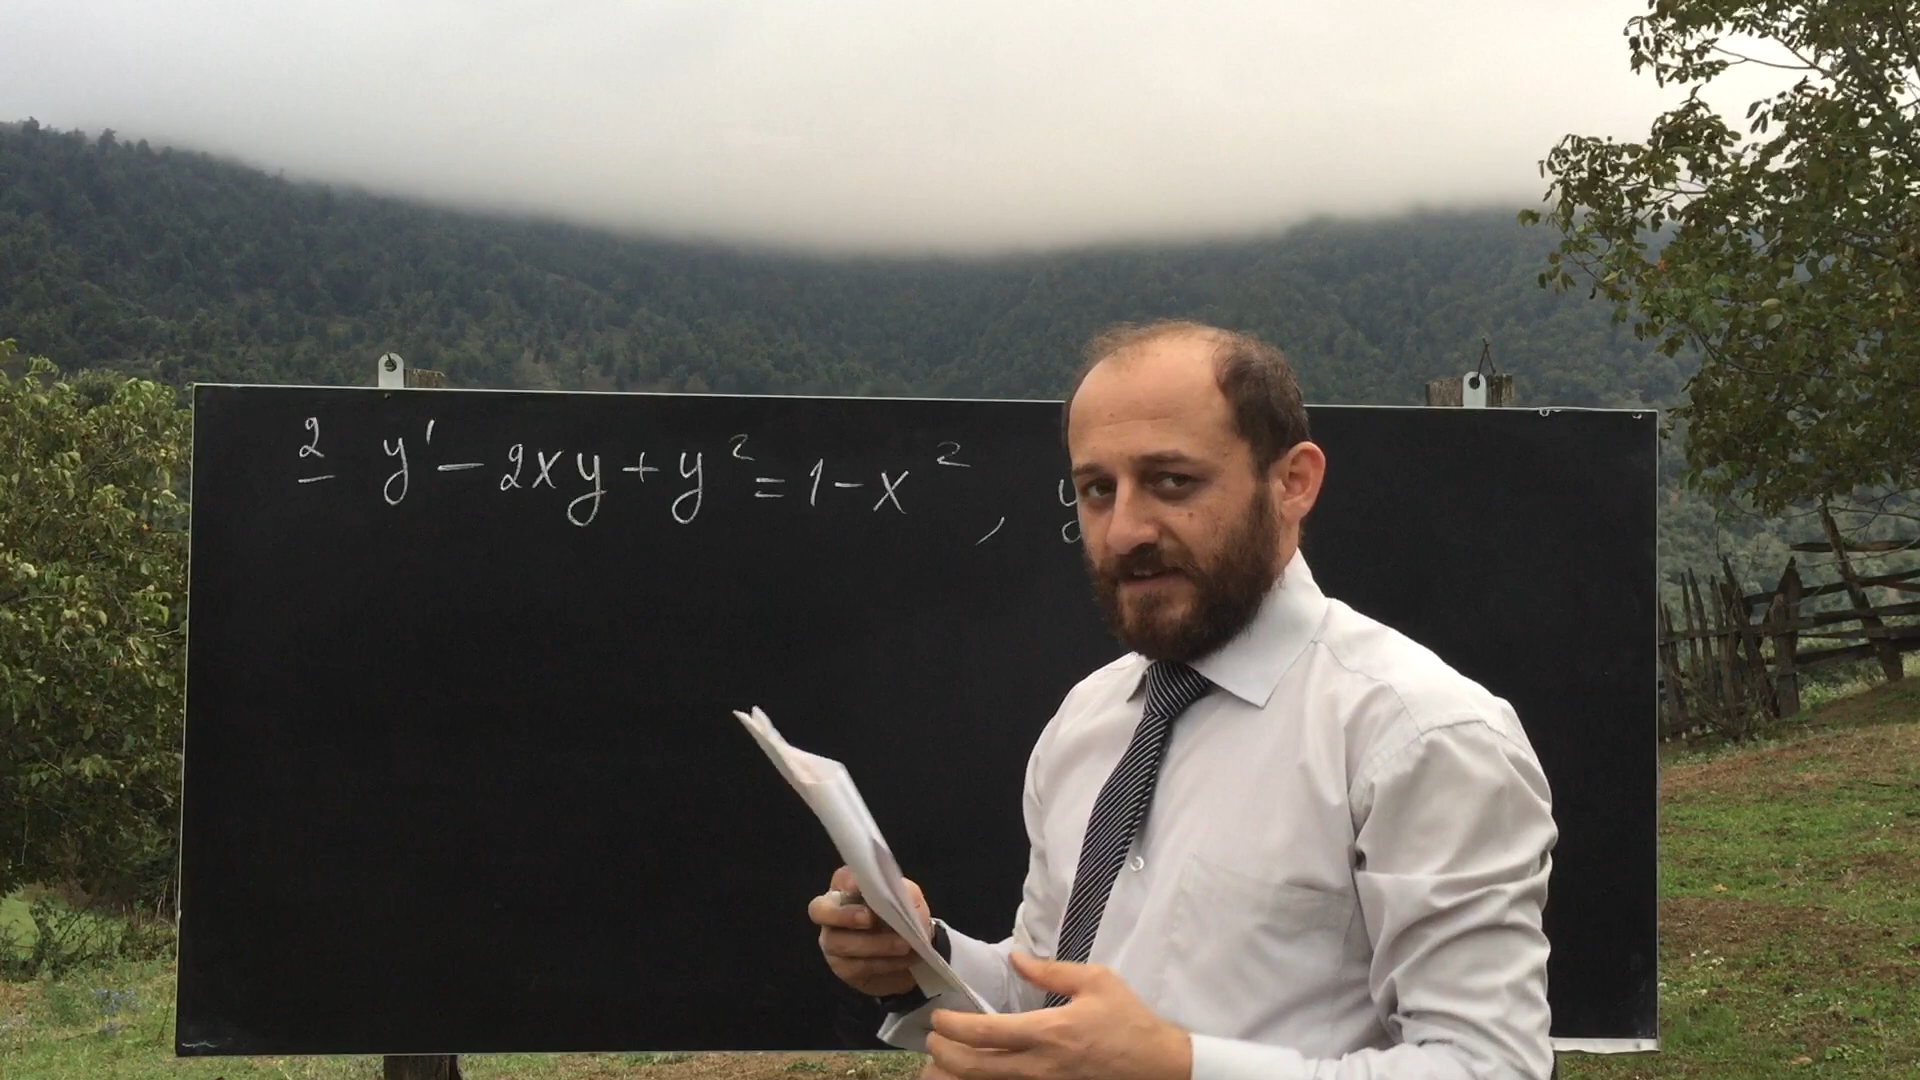 2 y' - 2xy + y² = 1 - x² , y